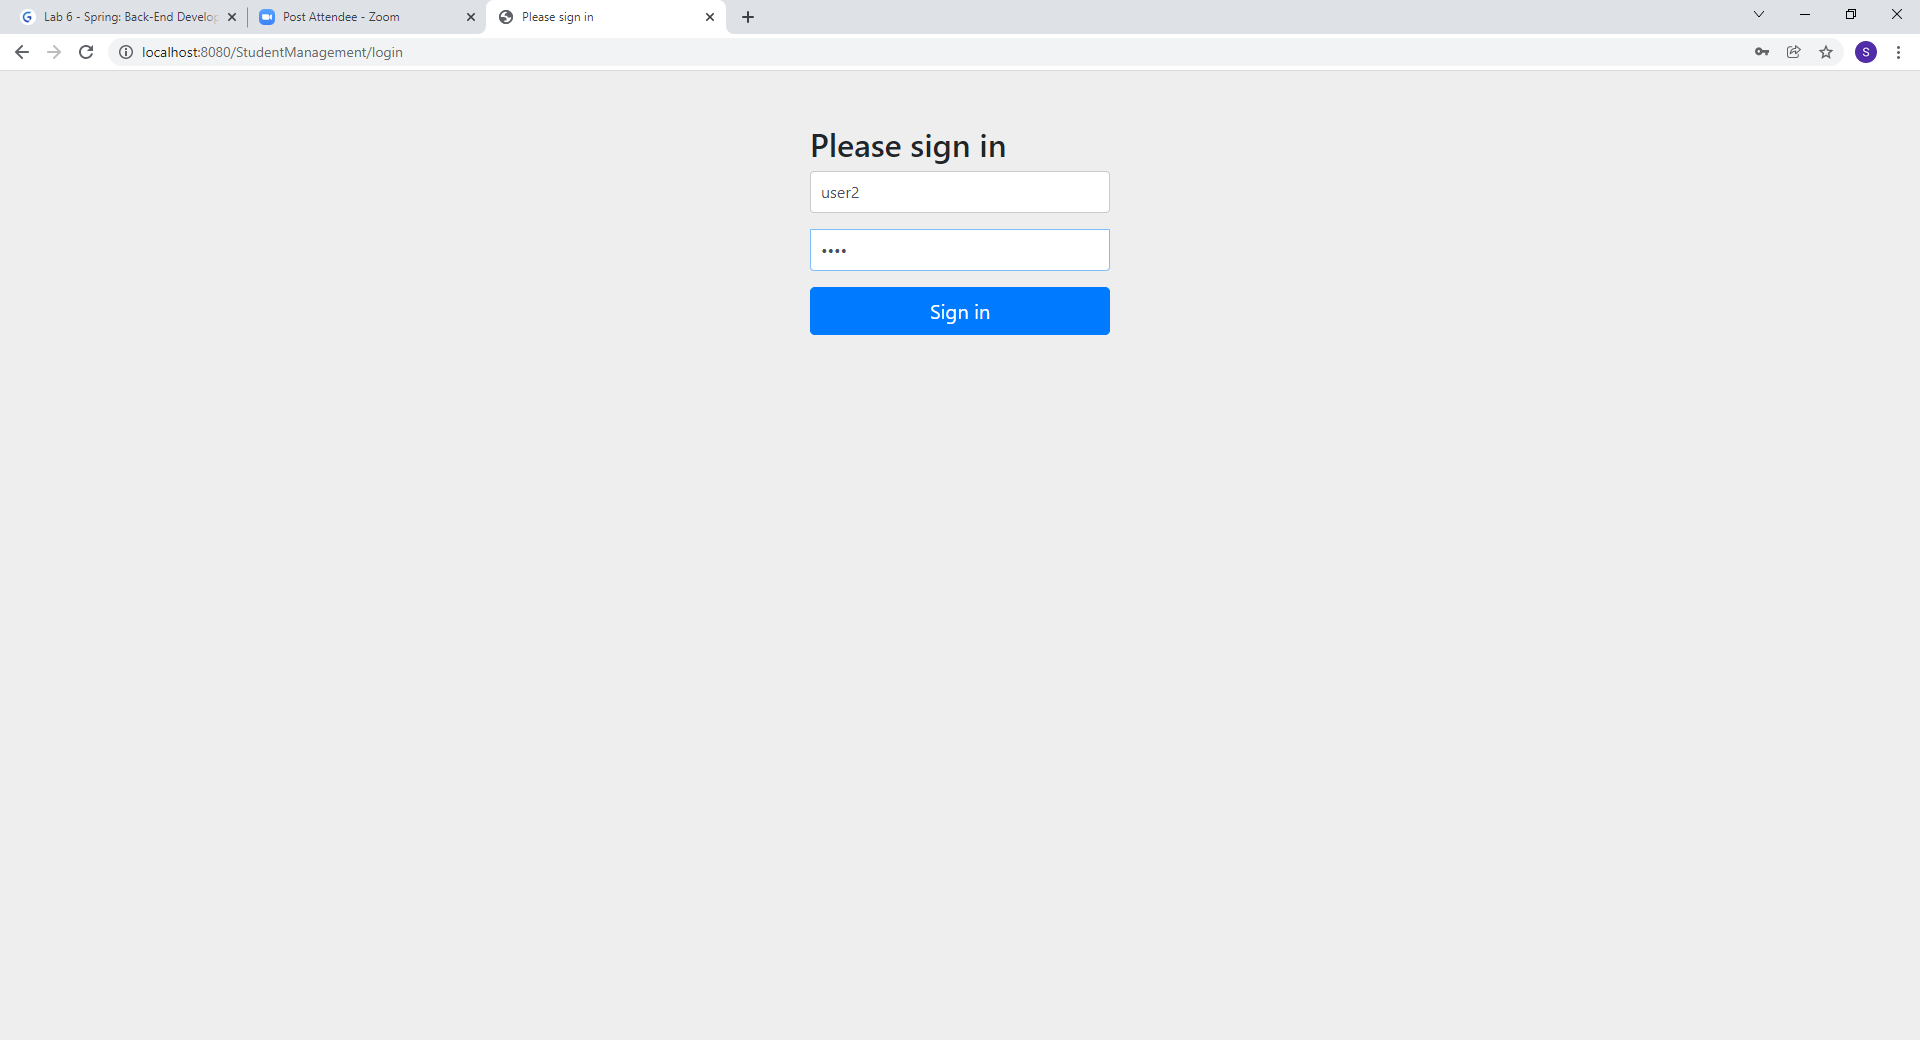 Lab 6 - Spring: Back-End Develop
Post Attendee - Zoom
Please sign in
localhost:8080/StudentManagement/login
S
Please sign in
user2
••••
Sign in